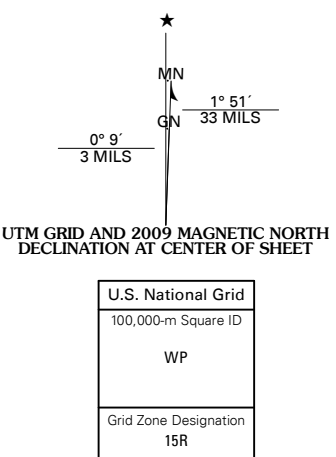 ★
MN
GN
1° 51´
33 MILS
0° 9´
3 MILS
UTM GRID AND 2009 MAGNETIC NORTH
DECLINATION AT CENTER OF SHEET
U.S. National Grid
100,000-m Square ID
WP
Grid Zone Designation
15R